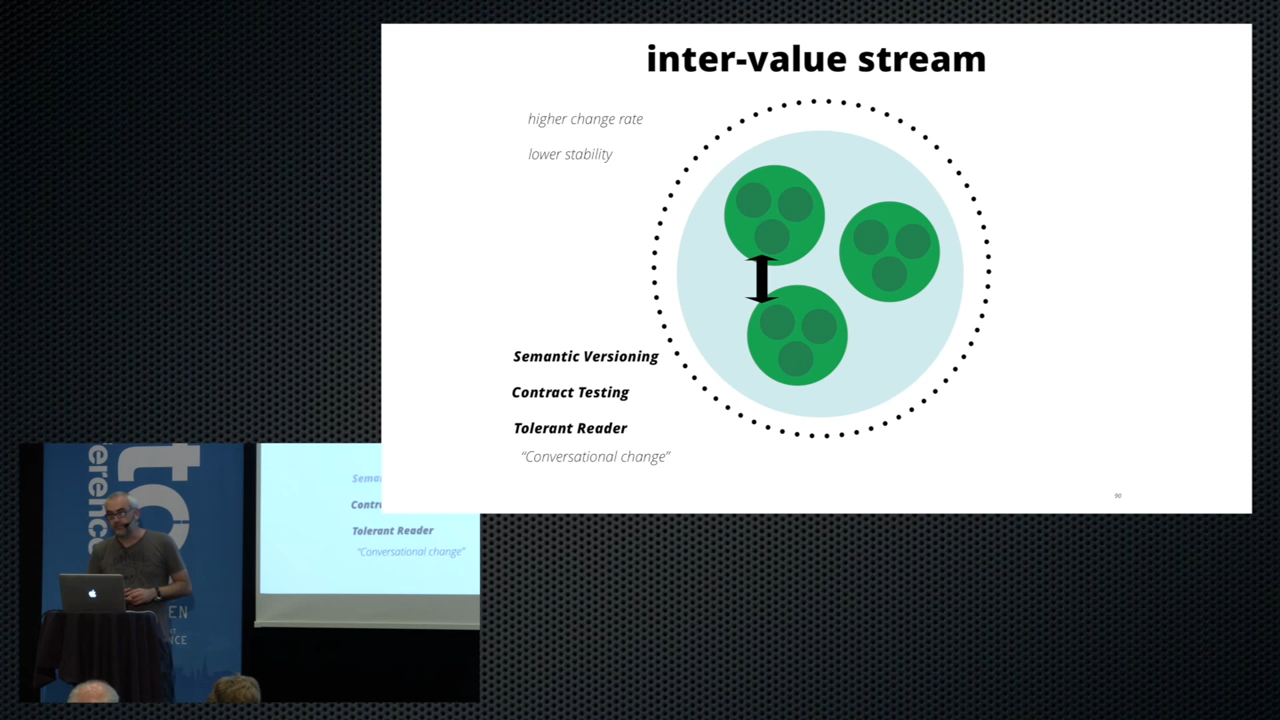 inter-value stream
higher change rate
lower stability
Semantic Versioning
Contract Testing
Tolerant Reader
“Conversational change”
90
Tolerant Reader
“Conversational change”